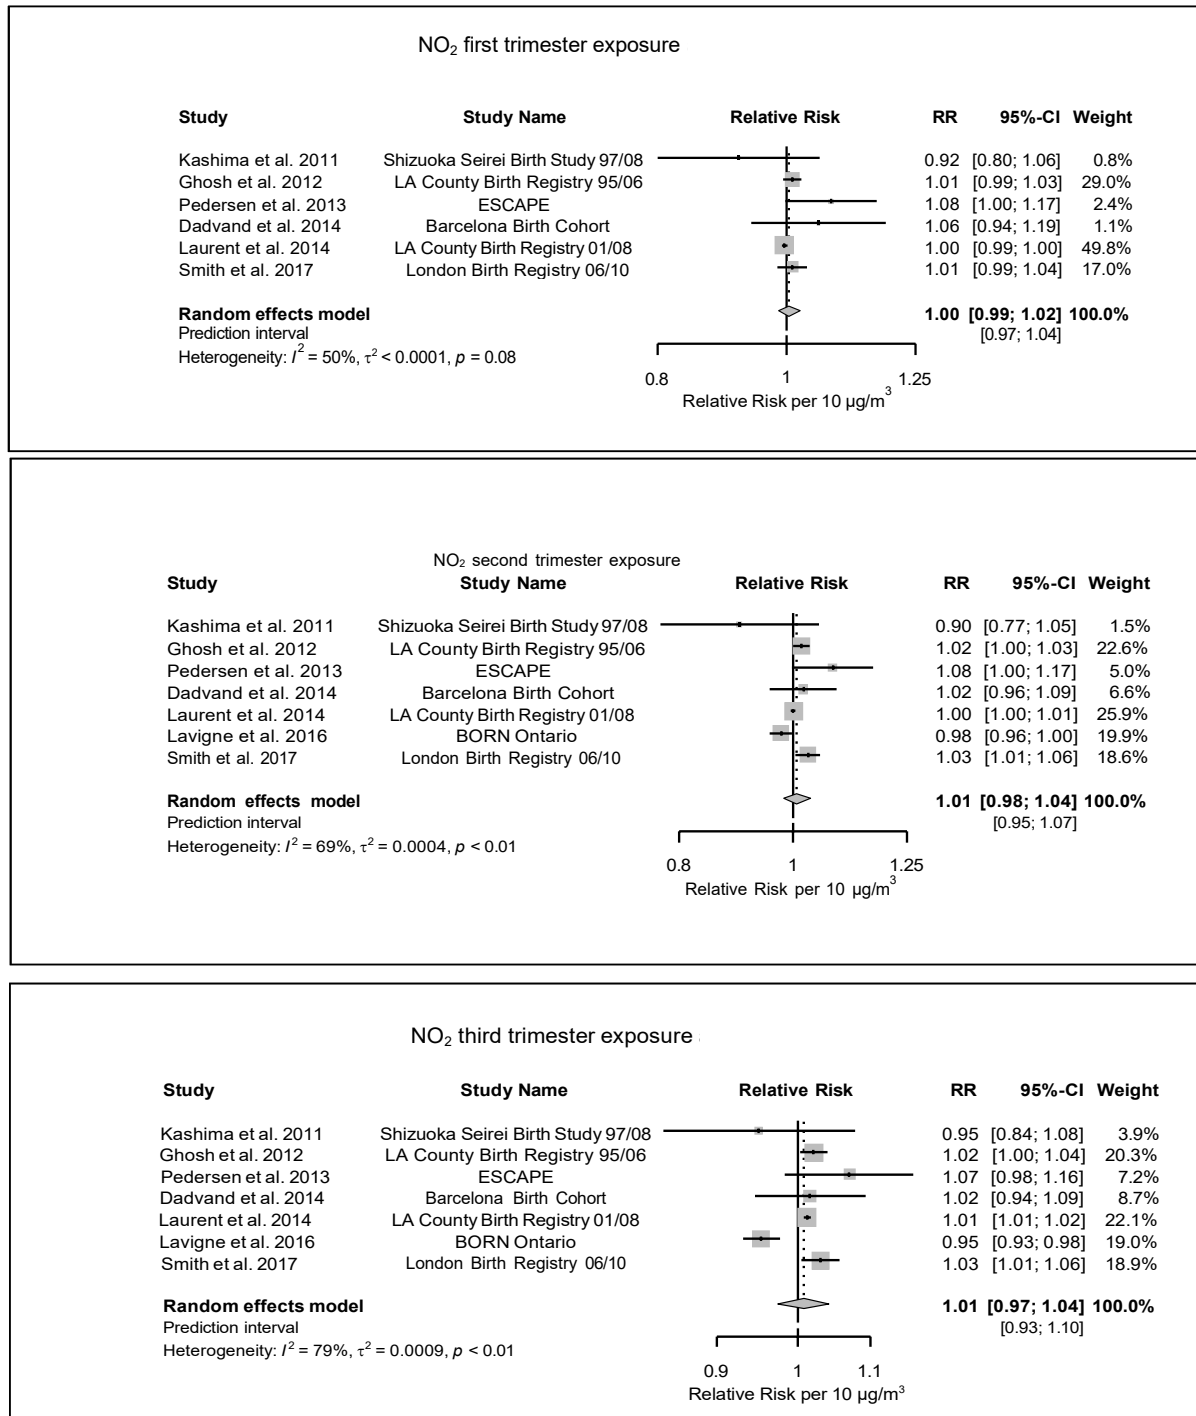 NO₂ first trimester exposure
Study Study Name Relative Risk RR 95%-CI Weight
Kashima et al. 2011 Shizuoka Seirei Birth Study 97/08 0.92 [0.80; 1.06] 0.8%
Ghosh et al. 2012 LA County Birth Registry 95/06 1.01 [0.99; 1.03] 29.0%
Pedersen et al. 2013 ESCAPE 1.08 [1.00; 1.17] 2.4%
Dadvand et al. 2014 Barcelona Birth Cohort 1.06 [0.94; 1.19] 1.1%
Laurent et al. 2014 LA County Birth Registry 01/08 1.00 [0.99; 1.00] 49.8%
Smith et al. 2017 London Birth Registry 06/10 1.01 [0.99; 1.04] 17.0%
Random effects model 1.00 [0.99; 1.02] 100.0%
Prediction interval [0.97; 1.04]
Heterogeneity: I² = 50%, τ² < 0.0001, p = 0.08
0.8 1 1.25
Relative Risk per 10 µg/m³
NO₂ second trimester exposure
Study Study Name Relative Risk RR 95%-CI Weight
Kashima et al. 2011 Shizuoka Seirei Birth Study 97/08 0.90 [0.77; 1.05] 1.5%
Ghosh et al. 2012 LA County Birth Registry 95/06 1.02 [1.00; 1.03] 22.6%
Pedersen et al. 2013 ESCAPE 1.08 [1.00; 1.17] 5.0%
Dadvand et al. 2014 Barcelona Birth Cohort 1.02 [0.96; 1.09] 6.6%
Laurent et al. 2014 LA County Birth Registry 01/08 1.00 [1.00; 1.01] 25.9%
Lavigne et al. 2016 BORN Ontario 0.98 [0.96; 1.00] 19.9%
Smith et al. 2017 London Birth Registry 06/10 1.03 [1.01; 1.06] 18.6%
Random effects model 1.01 [0.98; 1.04] 100.0%
Prediction interval [0.95; 1.07]
Heterogeneity: I² = 69%, τ² = 0.0004, p < 0.01
0.8 1 1.25
Relative Risk per 10 µg/m³
NO₂ third trimester exposure
Study Study Name Relative Risk RR 95%-CI Weight
Kashima et al. 2011 Shizuoka Seirei Birth Study 97/08 0.95 [0.84; 1.08] 3.9%
Ghosh et al. 2012 LA County Birth Registry 95/06 1.02 [1.00; 1.04] 20.3%
Pedersen et al. 2013 ESCAPE 1.07 [0.98; 1.16] 7.2%
Dadvand et al. 2014 Barcelona Birth Cohort 1.02 [0.94; 1.09] 8.7%
Laurent et al. 2014 LA County Birth Registry 01/08 1.01 [1.01; 1.02] 22.1%
Lavigne et al. 2016 BORN Ontario 0.95 [0.93; 0.98] 19.0%
Smith et al. 2017 London Birth Registry 06/10 1.03 [1.01; 1.06] 18.9%
Random effects model 1.01 [0.97; 1.04] 100.0%
Prediction interval [0.93; 1.10]
Heterogeneity: I² = 79%, τ² = 0.0009, p < 0.01
0.9 1 1.1
Relative Risk per 10 µg/m³